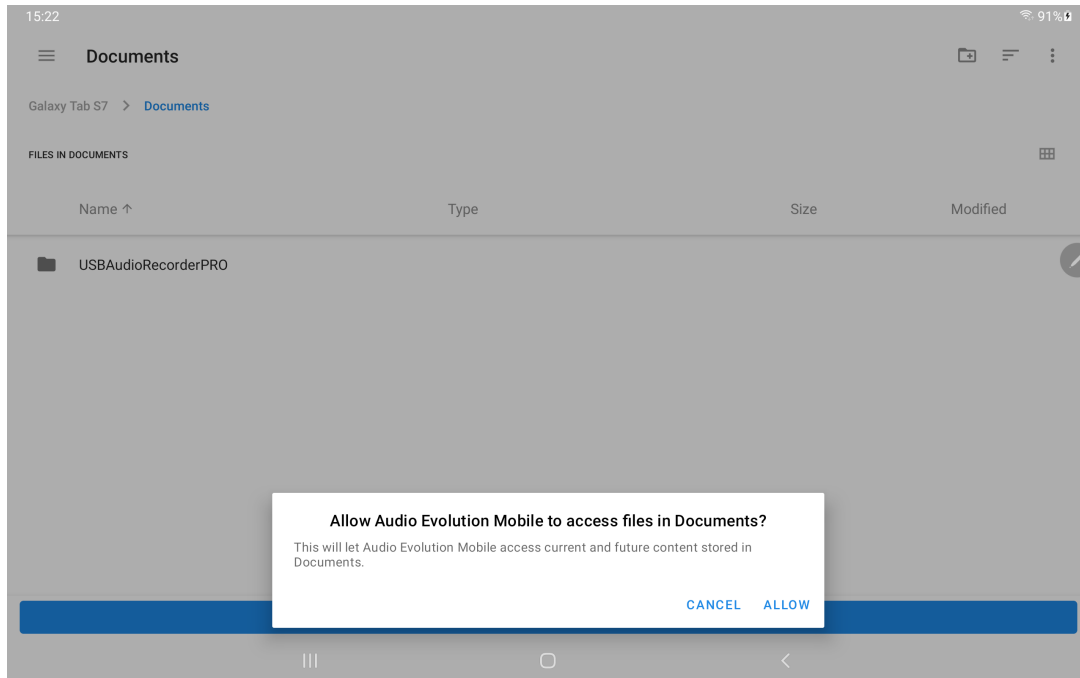 15:22
91%
Documents
Galaxy Tab S7 > Documents
FILES IN DOCUMENTS
Name ↑ Type Size Modified
USBAudioRecorderPRO
Allow Audio Evolution Mobile to access files in Documents?
This will let Audio Evolution Mobile access current and future content stored in
Documents.
CANCEL ALLOW